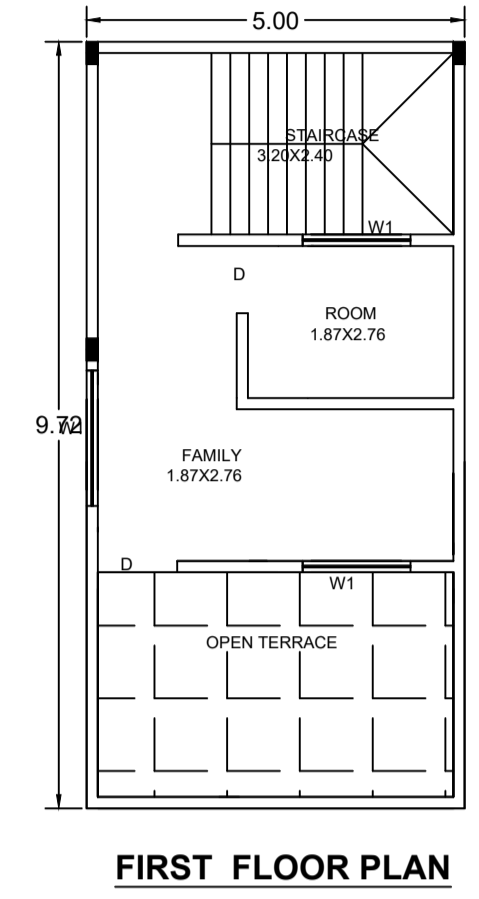 5.00
STAIRCASE
3.20X2.40
W1
D
ROOM
1.87X2.76
9.72
W1
FAMILY
1.87X2.76
D
W1
OPEN TERRACE
FIRST FLOOR PLAN